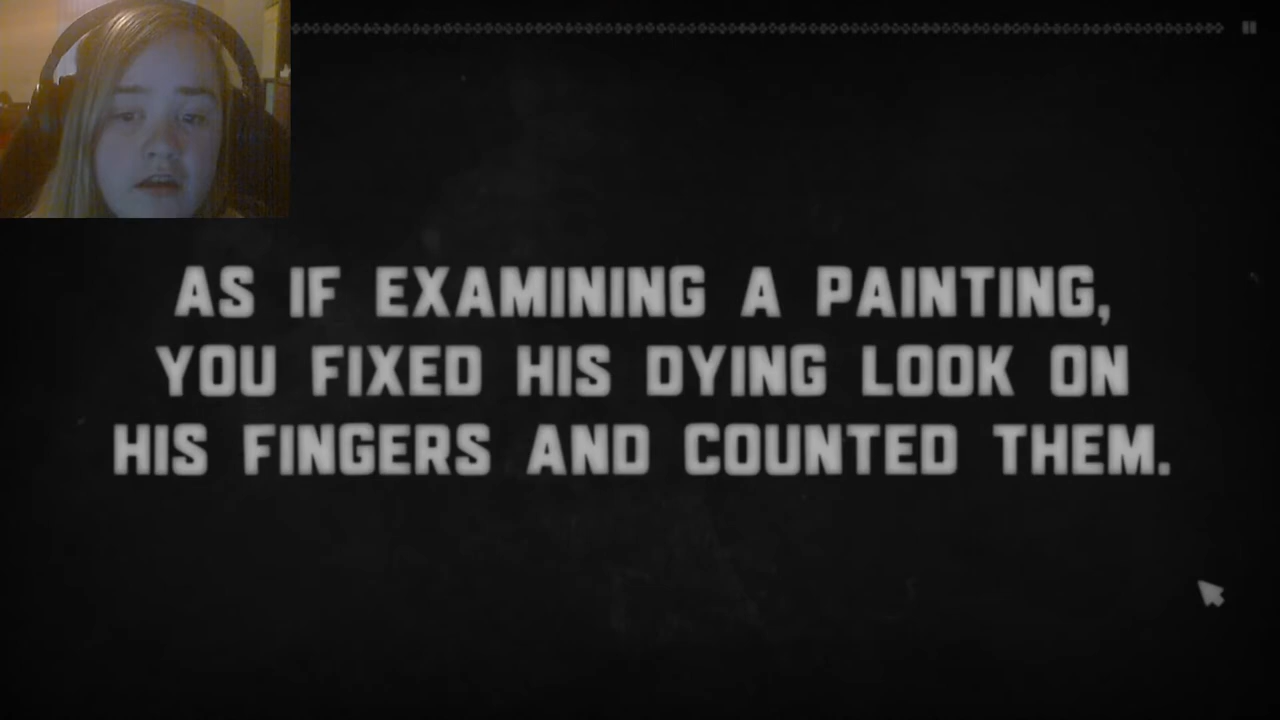 AS IF EXAMINING A PAINTING,
YOU FIXED HIS DYING LOOK ON
HIS FINGERS AND COUNTED THEM.